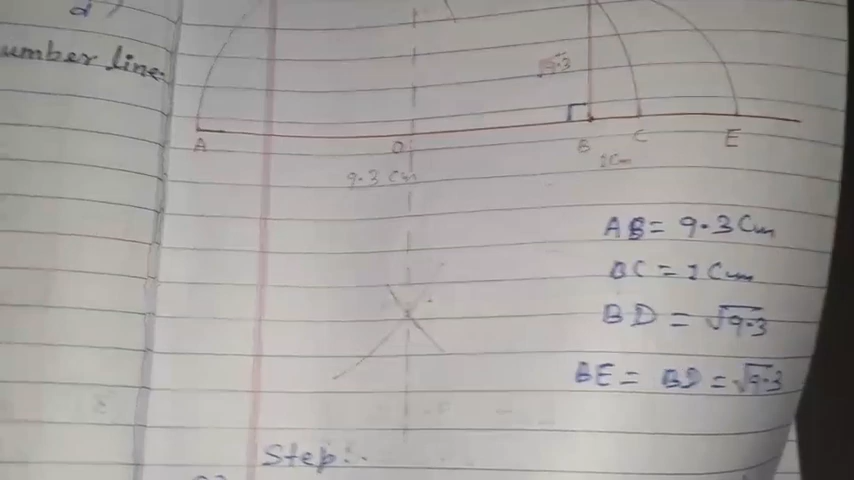 d
umber line.
√9.3
A O B C E
1Cm
9.3 Cm
AB = 9.3 Cm
BC = 1 Cm
BD = √9.3
BE = BD = √9.3
Step:.